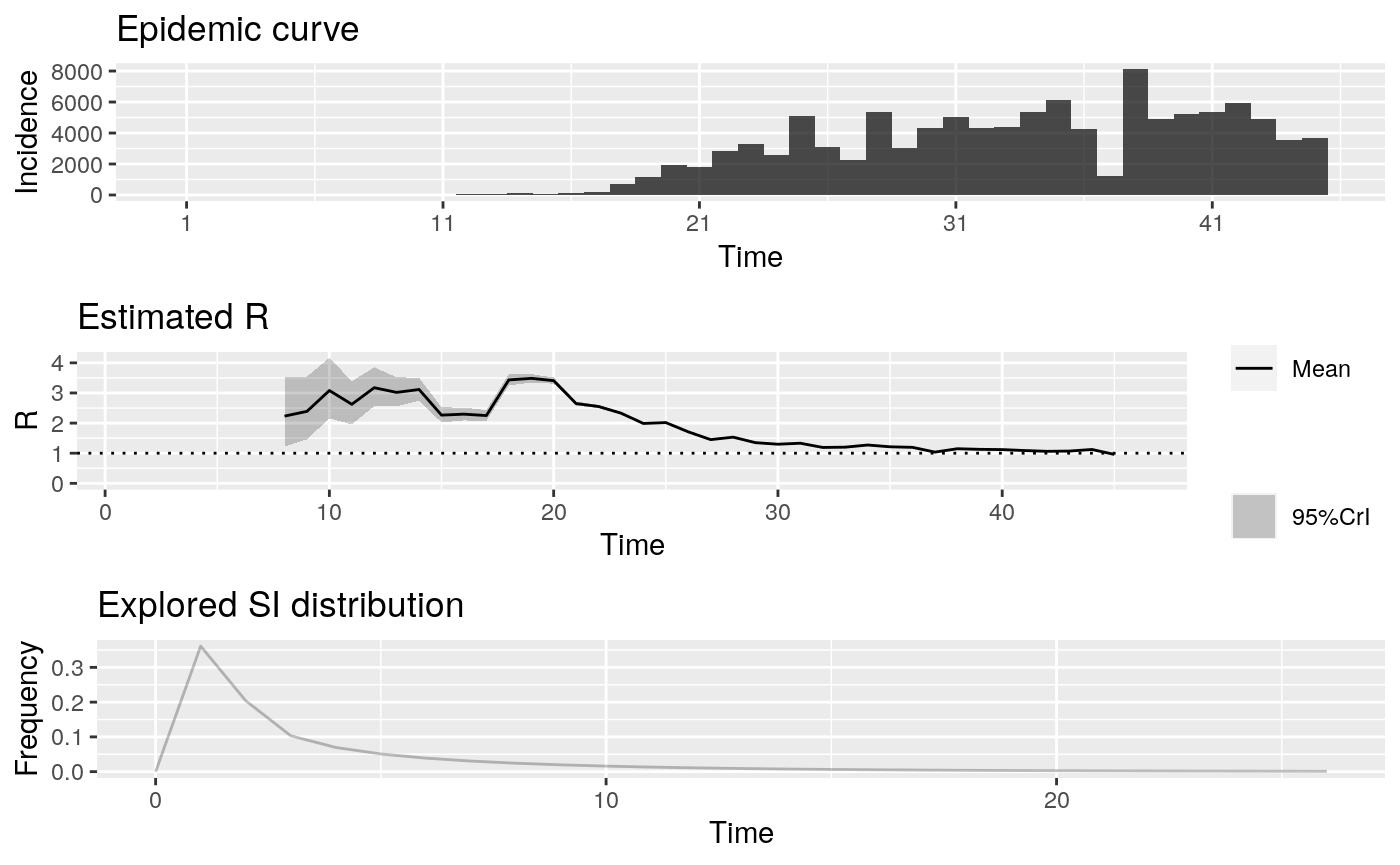 Epidemic curve
8000
6000
4000
2000
0
Incidence
1 11 21 31 41
Time
Estimated R
4
3
2
1
0
R
0 10 20 30 40
Time
Mean
95%CrI
Explored SI distribution
0.3
0.2
0.1
0.0
Frequency
0 10 20
Time